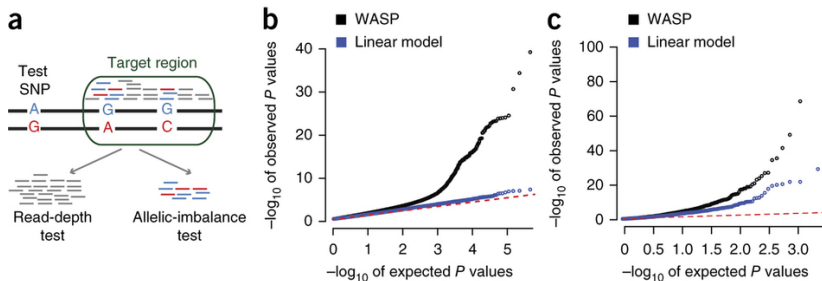 a
Test
SNP
Target region
A
G
G
G
A
C
Read-depth
test
Allelic-imbalance
test
b
WASP
Linear model
–log10 of observed P values
40
30
20
10
0
0 1 2 3 4 5
–log10 of expected P values
c
WASP
Linear model
–log10 of observed P values
100
80
60
40
20
0
0 0.5 1.0 1.5 2.0 2.5 3.0
–log10 of expected P values